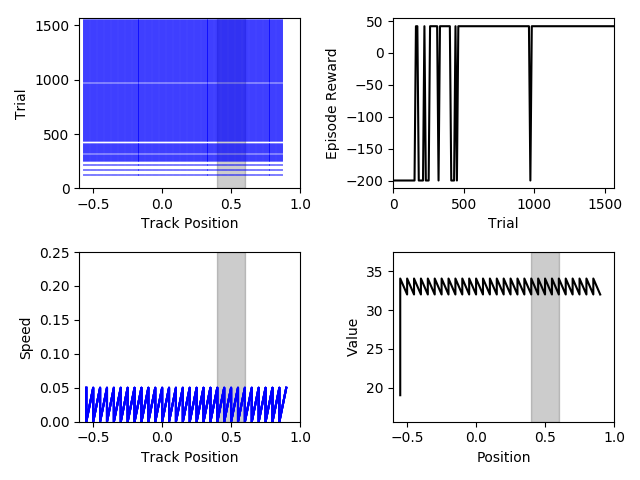 1500
1000
500
0
Trial
−0.5 0.0 0.5 1.0
Track Position
50
0
−50
−100
−150
−200
Episode Reward
0 500 1000 1500
Trial
0.25
0.20
0.15
0.10
0.05
0.00
Speed
−0.5 0.0 0.5 1.0
Track Position
35
30
25
20
Value
−0.5 0.0 0.5 1.0
Position